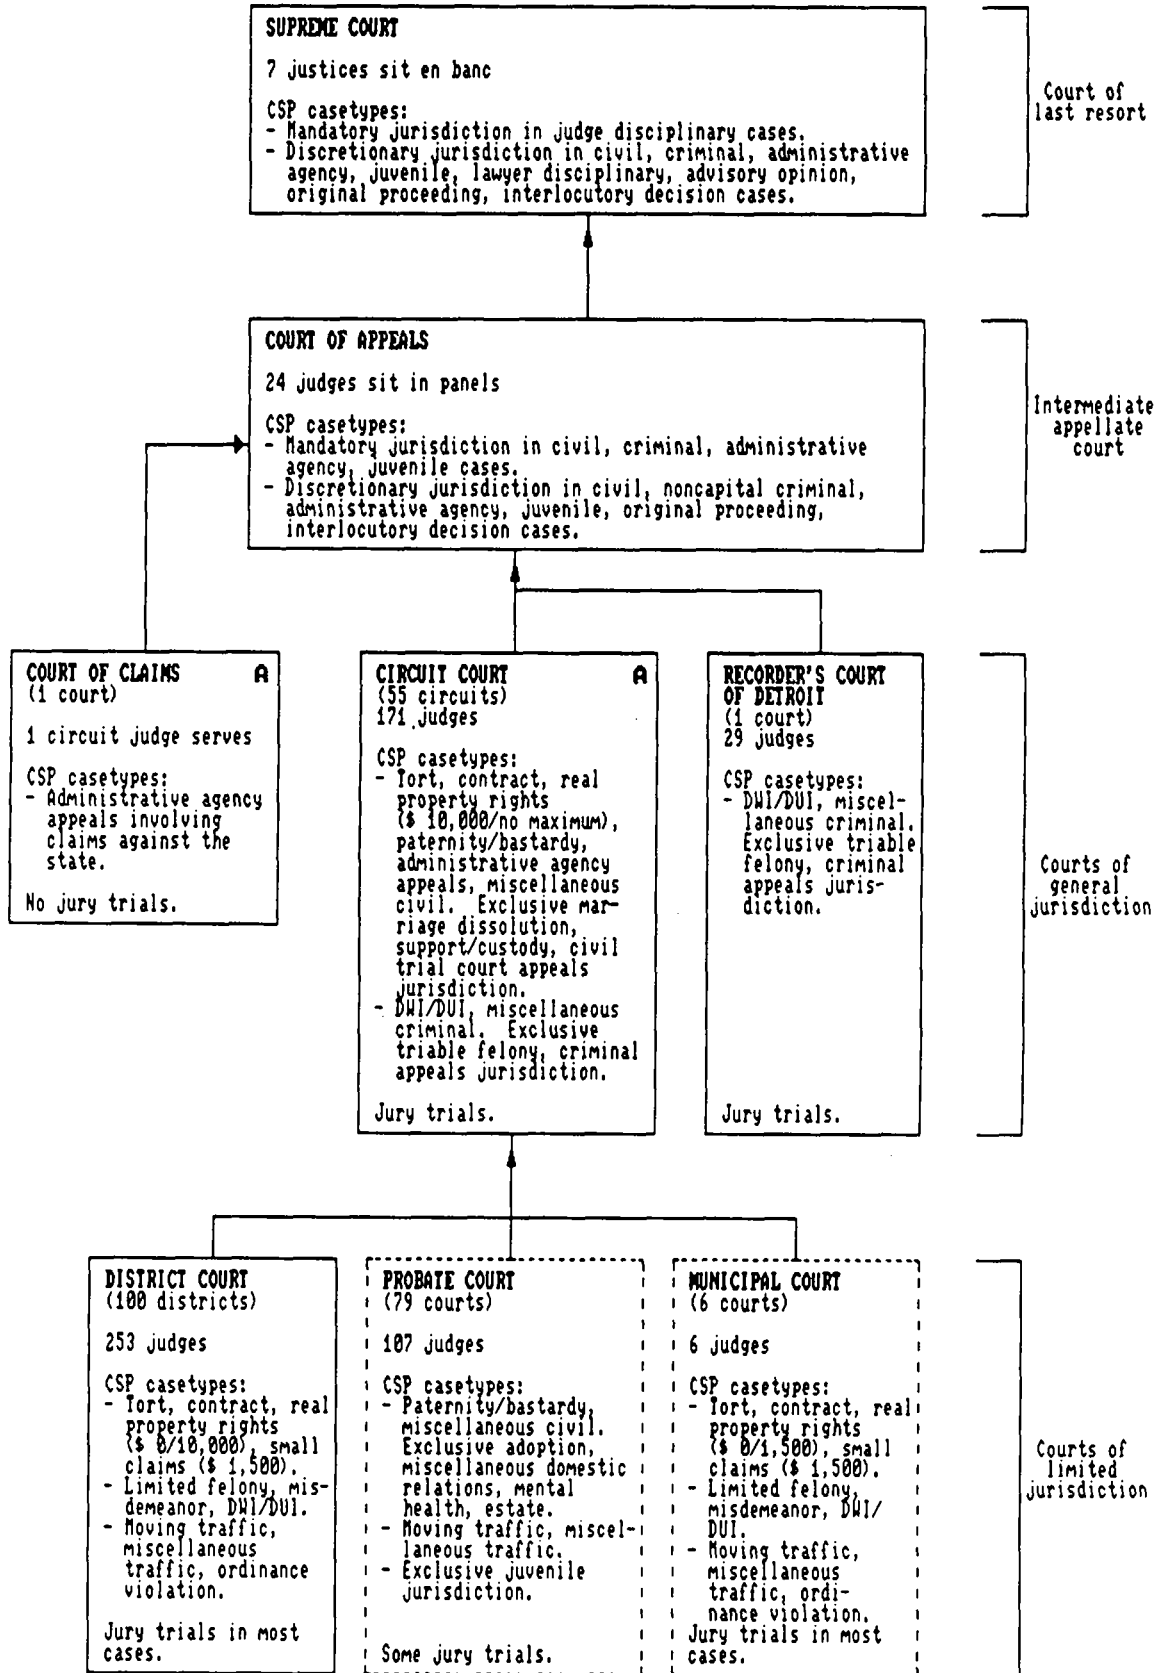 SUPREME COURT
7 justices sit en banc
CSP casetypes:
- Mandatory jurisdiction in judge disciplinary cases.
- Discretionary jurisdiction in civil, criminal, administrative
agency, juvenile, lawyer disciplinary, advisory opinion,
original proceeding, interlocutory decision cases.
Court of
last resort
COURT OF APPEALS
24 judges sit in panels
CSP casetypes:
- Mandatory jurisdiction in civil, criminal, administrative
agency, juvenile cases.
- Discretionary jurisdiction in civil, noncapital criminal,
administrative agency, juvenile, original proceeding,
interlocutory decision cases.
Intermediate
appellate
court
COURT OF CLAIMS A
(1 court)
1 circuit judge serves
CSP casetypes:
- Administrative agency
appeals involving
claims against the
state.
No jury trials.
CIRCUIT COURT A
(55 circuits)
171 judges
CSP casetypes:
- Tort, contract, real
property rights
($ 10,000/no maximum),
paternity/bastardy,
administrative agency
appeals, miscellaneous
civil. Exclusive mar-
riage dissolution,
support/custody, civil
trial court appeals
jurisdiction.
- DWI/DUI, miscellaneous
criminal. Exclusive
triable felony, criminal
appeals jurisdiction.
Jury trials.
RECORDER'S COURT
OF DETROIT
(1 court)
29 judges
CSP casetypes:
- DWI/DUI, miscel-
laneous criminal.
Exclusive triable
felony, criminal
appeals juris-
diction.
Jury trials.
Courts of
general
jurisdiction
DISTRICT COURT
(100 districts)
253 judges
CSP casetypes:
- Tort, contract, real
property rights
($ 0/10,000), small
claims ($ 1,500).
- Limited felony, mis-
demeanor, DWI/DUI.
- Moving traffic,
miscellaneous
traffic, ordinance
violation.
Jury trials in most
cases.
PROBATE COURT
(79 courts)
107 judges
CSP casetypes:
- Paternity/bastardy,
miscellaneous civil.
Exclusive adoption,
miscellaneous domestic
relations, mental
health, estate.
- Moving traffic, miscel-
laneous traffic.
- Exclusive juvenile
jurisdiction.
Some jury trials.
MUNICIPAL COURT
(6 courts)
6 judges
CSP casetypes:
- Tort, contract, real
property rights
($ 0/1,500), small
claims ($ 1,500).
- Limited felony,
misdemeanor, DWI/
DUI.
- Moving traffic,
miscellaneous
traffic, ordi-
nance violation.
Jury trials in most
cases.
Courts of
limited
jurisdiction